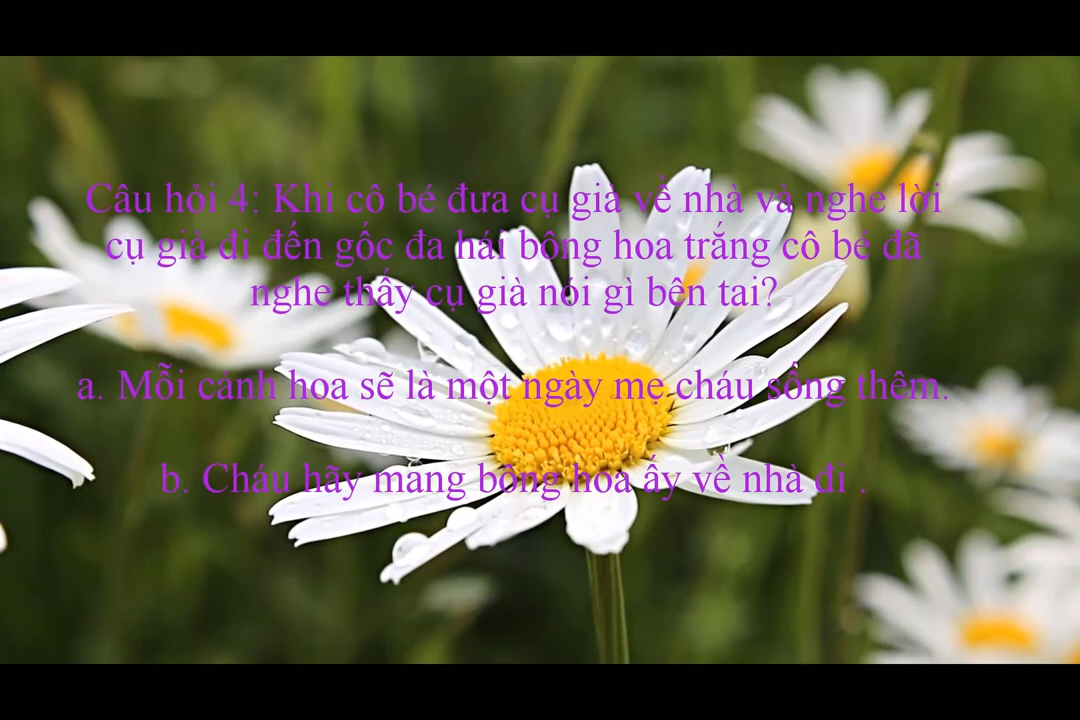 Câu hỏi 4: Khi cô bé đưa cụ già về nhà và nghe lời
cụ già đi đến gốc đa hái bông hoa trắng cô bé đã
nghe thấy cụ già nói gì bên tai?
a. Mỗi cánh hoa sẽ là một ngày mẹ cháu sống thêm.
b. Cháu hãy mang bông hoa ấy về nhà đi .